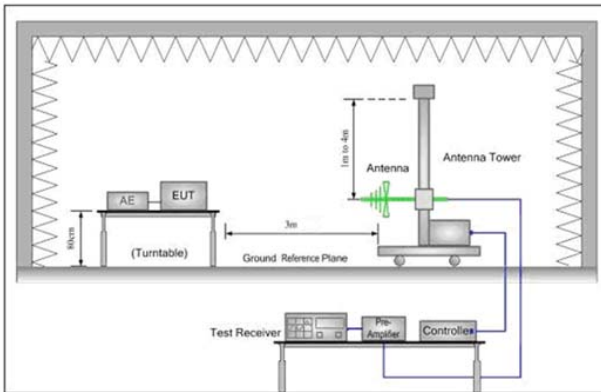 1m to 4m
Antenna
Antenna Tower
AE
EUT
80cm
(Turntable)
3m
Ground Reference Plane
Test Receiver
Pre-
Amplifier
Controller